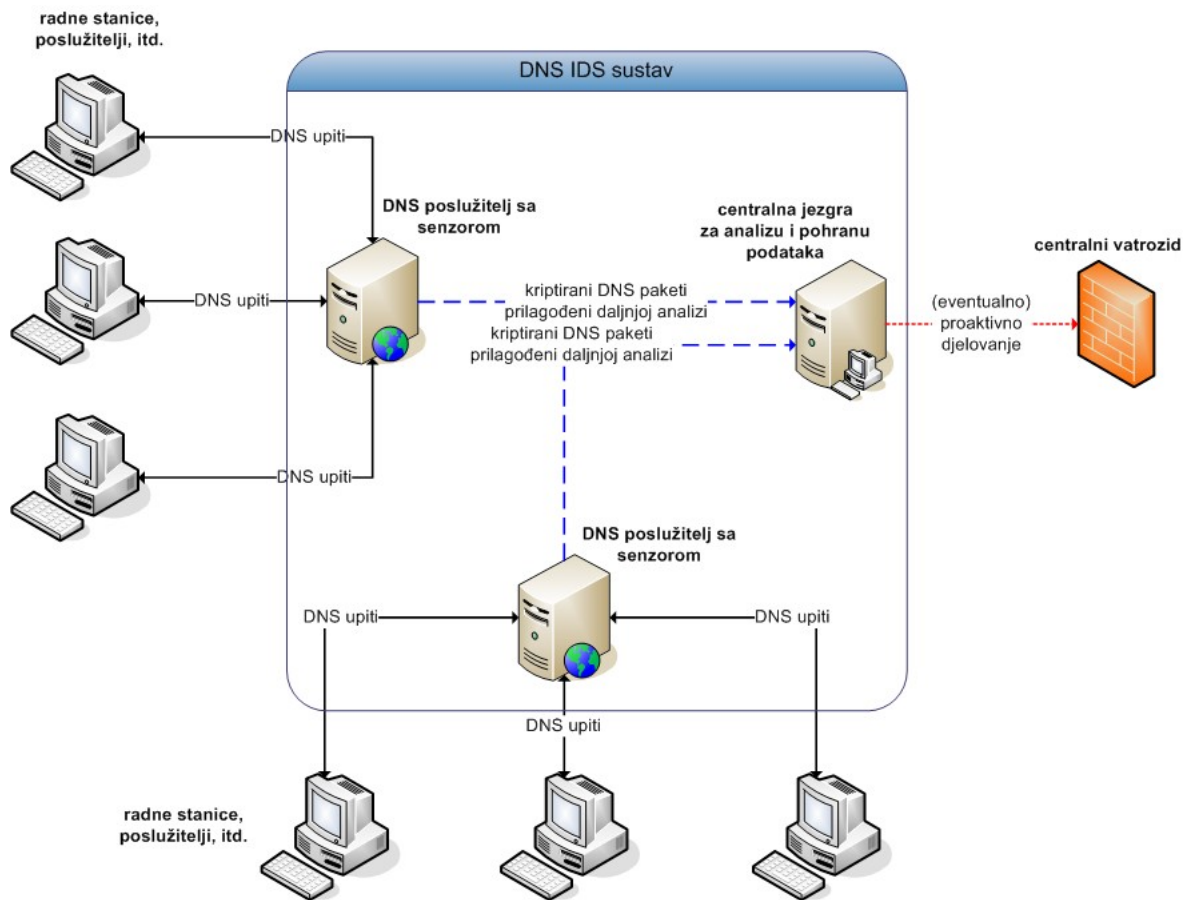 radne stanice,
poslužitelji, itd.
DNS IDS sustav
DNS upiti
DNS poslužitelj sa
senzorom
centralna jezgra
za analizu i pohranu
podataka
centralni vatrozid
DNS upiti
kriptirani DNS paketi
prilagođeni daljnjoj analizi
kriptirani DNS paketi
prilagođeni daljnjoj analizi
(eventualno)
proaktivno
djelovanje
DNS upiti
DNS poslužitelj sa
senzorom
DNS upiti
DNS upiti
DNS upiti
radne stanice,
poslužitelji, itd.